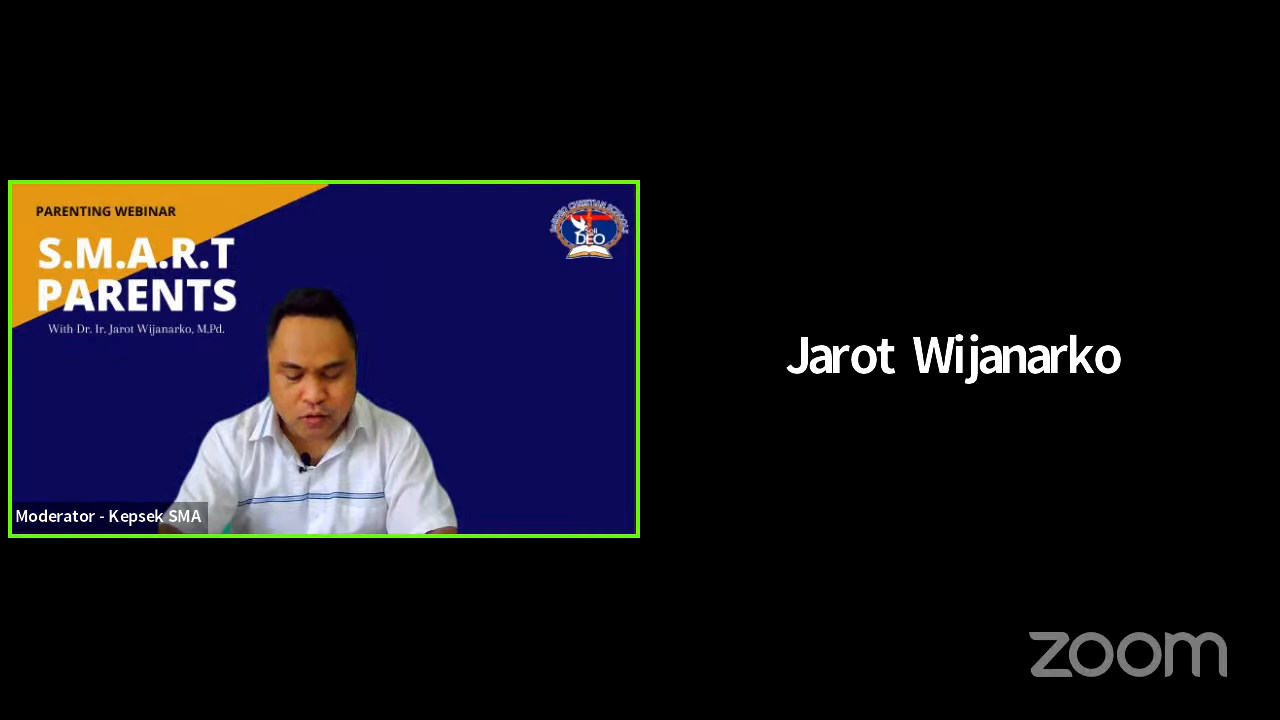 PARENTING WEBINAR
S.M.A.R.T
PARENTS
With Dr. Ir. Jarot Wijanarko, M.Pd.
DEO
Moderator - Kepsek SMA
Jarot Wijanarko
zoom